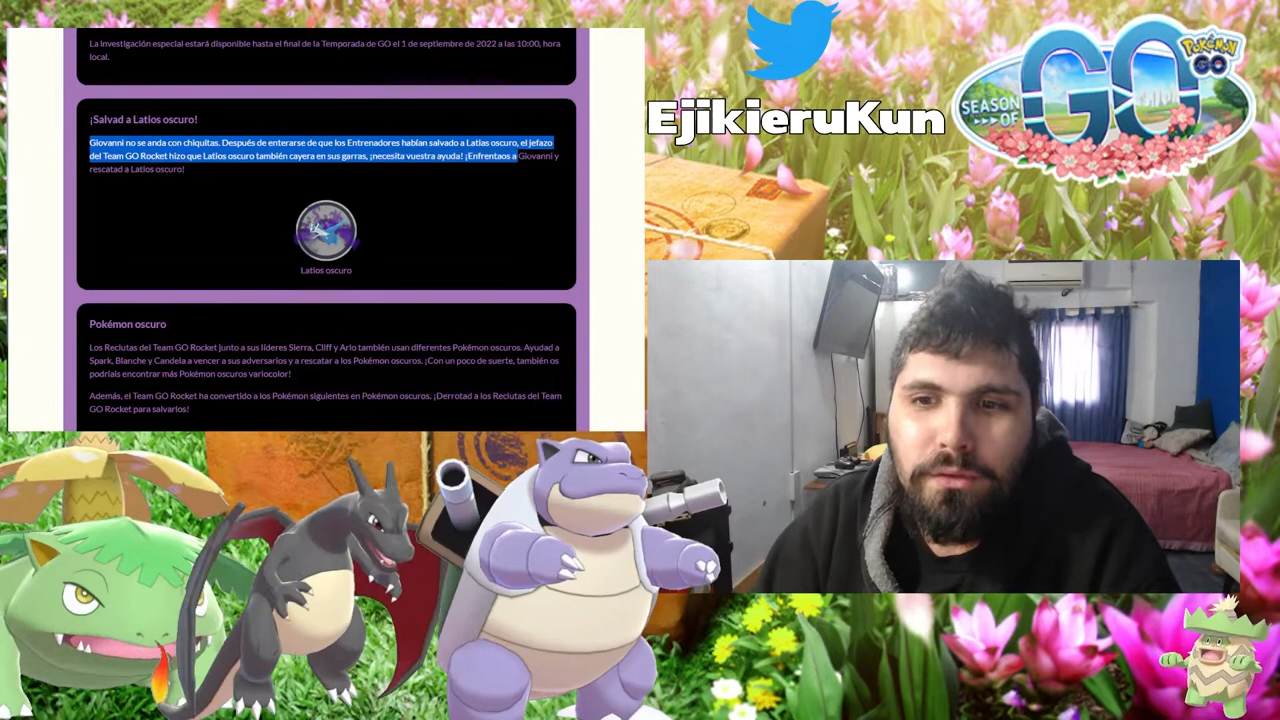 La investigación especial estará disponible hasta el final de la Temporada de GO el 1 de septiembre de 2022 a las 10:00, hora
local.
¡Salvad a Latios oscuro!
Giovanni no se anda con chiquitas. Después de enterarse de que los Entrenadores habían salvado a Latias oscuro, el jefazo
del Team GO Rocket hizo que Latios oscuro también cayera en sus garras, ¡necesita vuestra ayuda! ¡Enfrentaos a Giovanni y
rescatad a Latios oscuro!
Latios oscuro
Pokémon oscuro
Los Reclutas del Team GO Rocket junto a sus líderes Sierra, Cliff y Arlo también usan diferentes Pokémon oscuros. Ayudad a
Spark, Blanche y Candela a vencer a sus adversarios y a rescatar a los Pokémon oscuros. ¡Con un poco de suerte, también os
podríais encontrar más Pokémon oscuros variocolor!
Además, el Team GO Rocket ha convertido a los Pokémon siguientes en Pokémon oscuros. ¡Derrotad a los Reclutas del Team
GO Rocket para salvarlos!
EjikieruKun
SEASON
OF
GO
Pokémon
GO